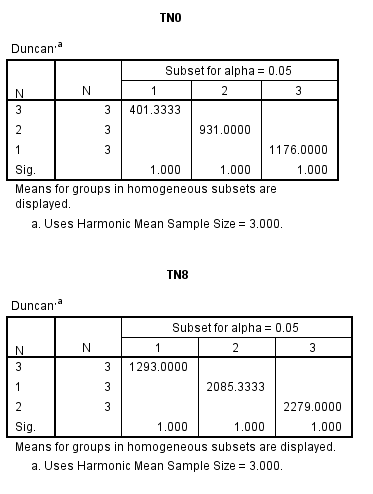 TN0
Duncan:a
Subset for alpha = 0.05
N N 1 2 3
3 3 401.3333
2 3 931.0000
1 3 1176.0000
Sig. 1.000 1.000 1.000
Means for groups in homogeneous subsets are
displayed.
a. Uses Harmonic Mean Sample Size = 3.000.
TN8
Duncan:a
Subset for alpha = 0.05
N N 1 2 3
3 3 1293.0000
1 3 2085.3333
2 3 2279.0000
Sig. 1.000 1.000 1.000
Means for groups in homogeneous subsets are displayed.
a. Uses Harmonic Mean Sample Size = 3.000.